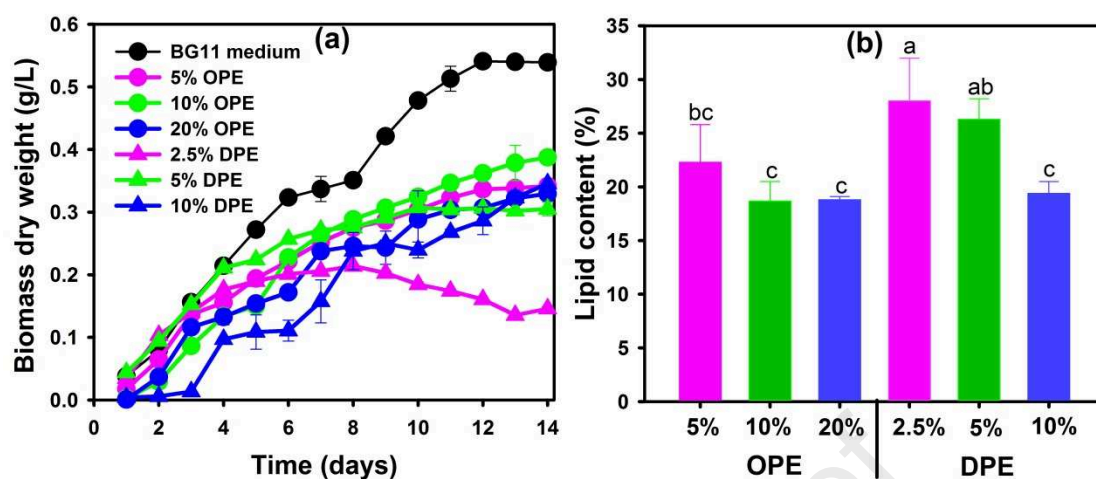 (a)
BG11 medium
5% OPE
10% OPE
20% OPE
2.5% DPE
5% DPE
10% DPE
Biomass dry weight (g/L)
0.6
0.5
0.4
0.3
0.2
0.1
0.0
0 2 4 6 8 10 12 14
Time (days)
(b)
Lipid content (%)
35
30
25
20
15
10
5
0
bc c c a ab c
5% 10% 20% 2.5% 5% 10%
OPE DPE